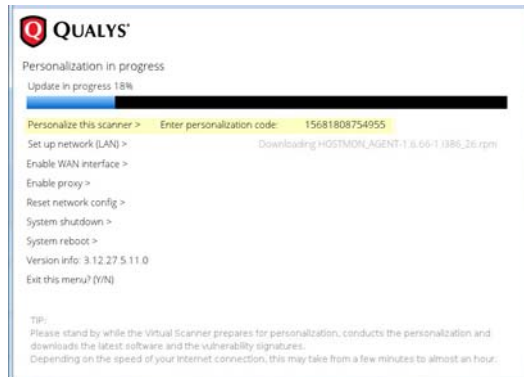 QUALYS®
Personalization in progress
Update in progress 18%
Personalize this scanner > Enter personalization code: 15681808754955
Set up network (LAN) > Downloading HOSTMON_AGENT-1.6.66-1.i386_26.rpm
Enable WAN interface >
Enable proxy >
Reset network config >
System shutdown >
System reboot >
Version info: 3.12.27 5.11.0
Exit this menu? (Y/N)
TIP:
Please stand by while the Virtual Scanner prepares for personalization, conducts the personalization and
downloads the latest software and the vulnerability signatures.
Depending on the speed of your Internet connection, this may take from a few minutes to almost an hour.